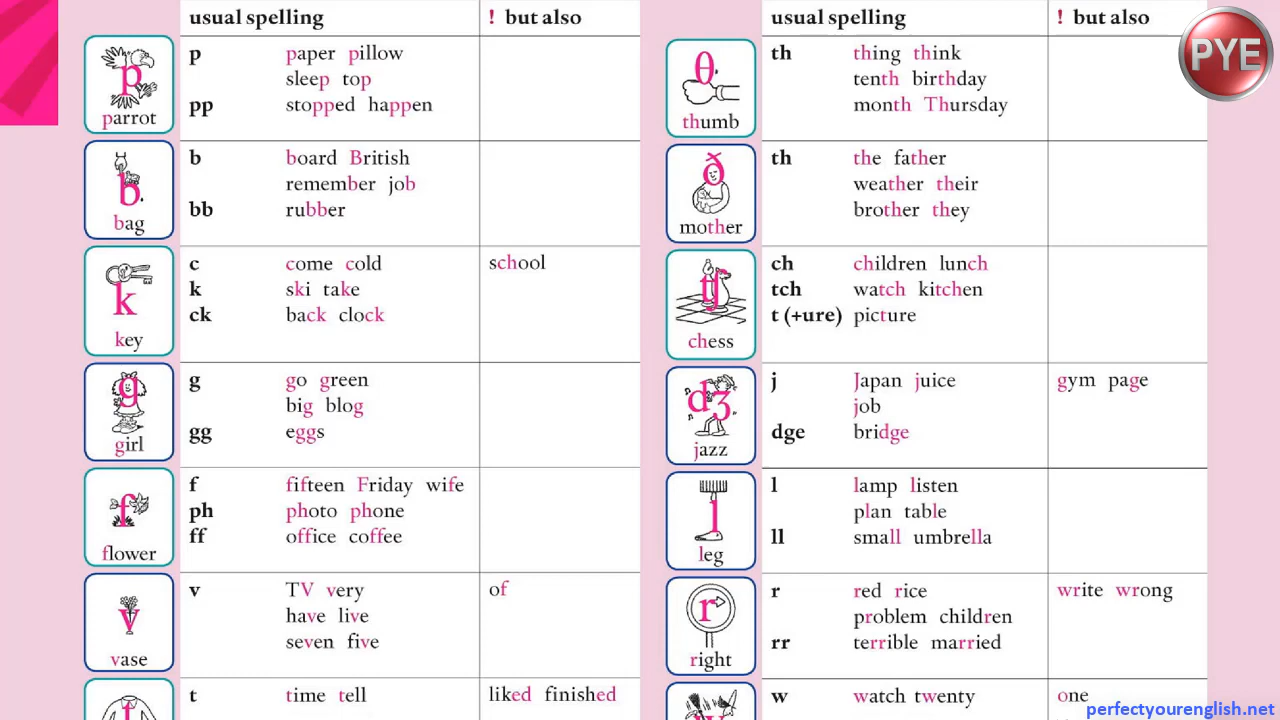 usual spelling ! but also
p
parrot
p paper pillow
sleep top
pp stopped happen
b
bag
b board British
remember job
bb rubber
k
key
c come cold school
k ski take
ck back clock
g
girl
g go green
big blog
gg eggs
f
flower
f fifteen Friday wife
ph photo phone
ff office coffee
v
vase
v TV very of
have live
seven five
t
t time tell liked finished
usual spelling ! but also
θ
thumb
th thing think
tenth birthday
month Thursday
ð
mother
th the father
weather their
brother they
tʃ
chess
ch children lunch
tch watch kitchen
t (+ure) picture
dʒ
jazz
j Japan juice gym page
job
dge bridge
l
leg
l lamp listen
plan table
ll small umbrella
r
right
r red rice write wrong
problem children
rr terrible married
w
w watch twenty one
PYE
perfectyourenglish.net